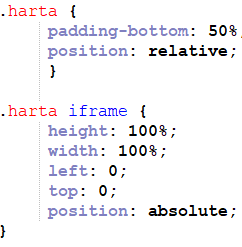 .harta {
padding-bottom: 50%;
position: relative;
}
.harta iframe {
height: 100%;
width: 100%;
left: 0;
top: 0;
position: absolute;
}